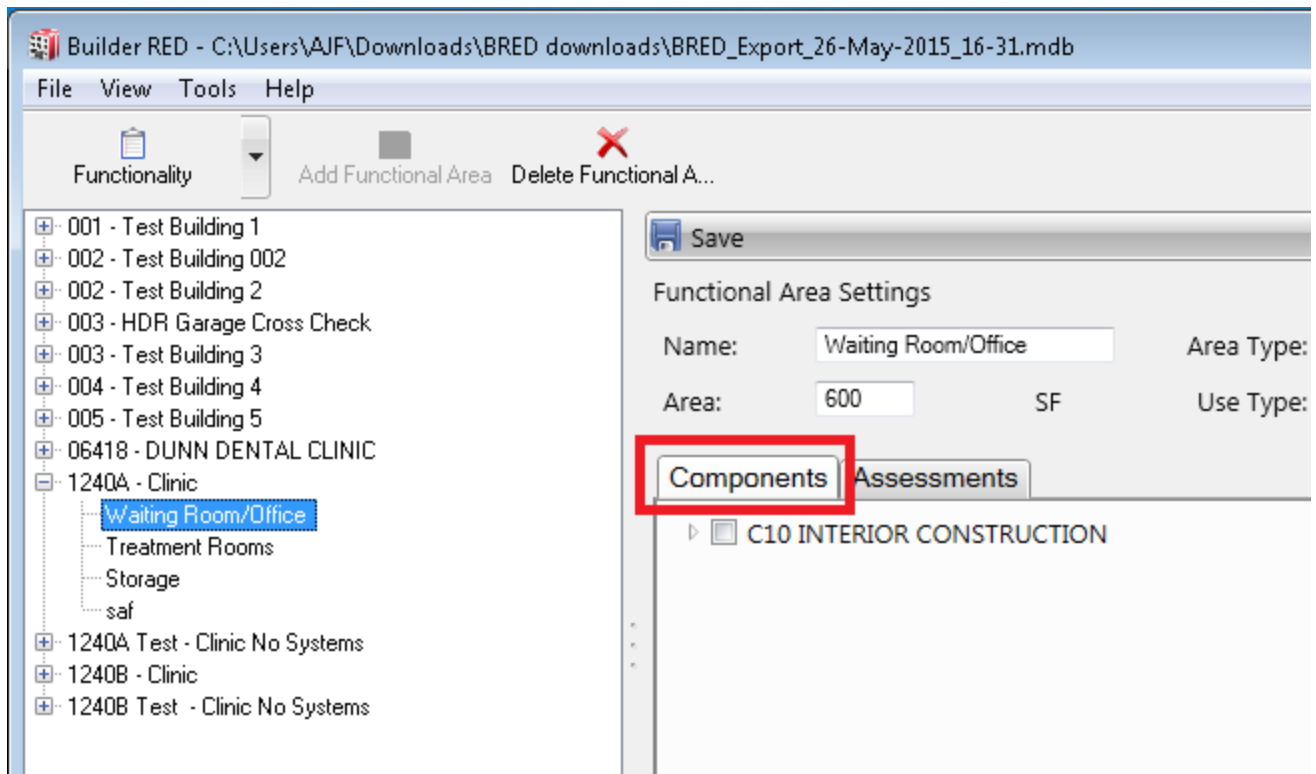 Builder RED - C:\Users\AJF\Downloads\BRED downloads\BRED_Export_26-May-2015_16-31.mdb
File View Tools Help
Functionality Add Functional Area Delete Functional A...
001 - Test Building 1
002 - Test Building 002
002 - Test Building 2
003 - HDR Garage Cross Check
003 - Test Building 3
004 - Test Building 4
005 - Test Building 5
06418 - DUNN DENTAL CLINIC
1240A - Clinic
Waiting Room/Office
Treatment Rooms
Storage
saf
1240A Test - Clinic No Systems
1240B - Clinic
1240B Test - Clinic No Systems
Save
Functional Area Settings
Name: Waiting Room/Office Area Type:
Area: 600 SF Use Type:
Components Assessments
C10 INTERIOR CONSTRUCTION